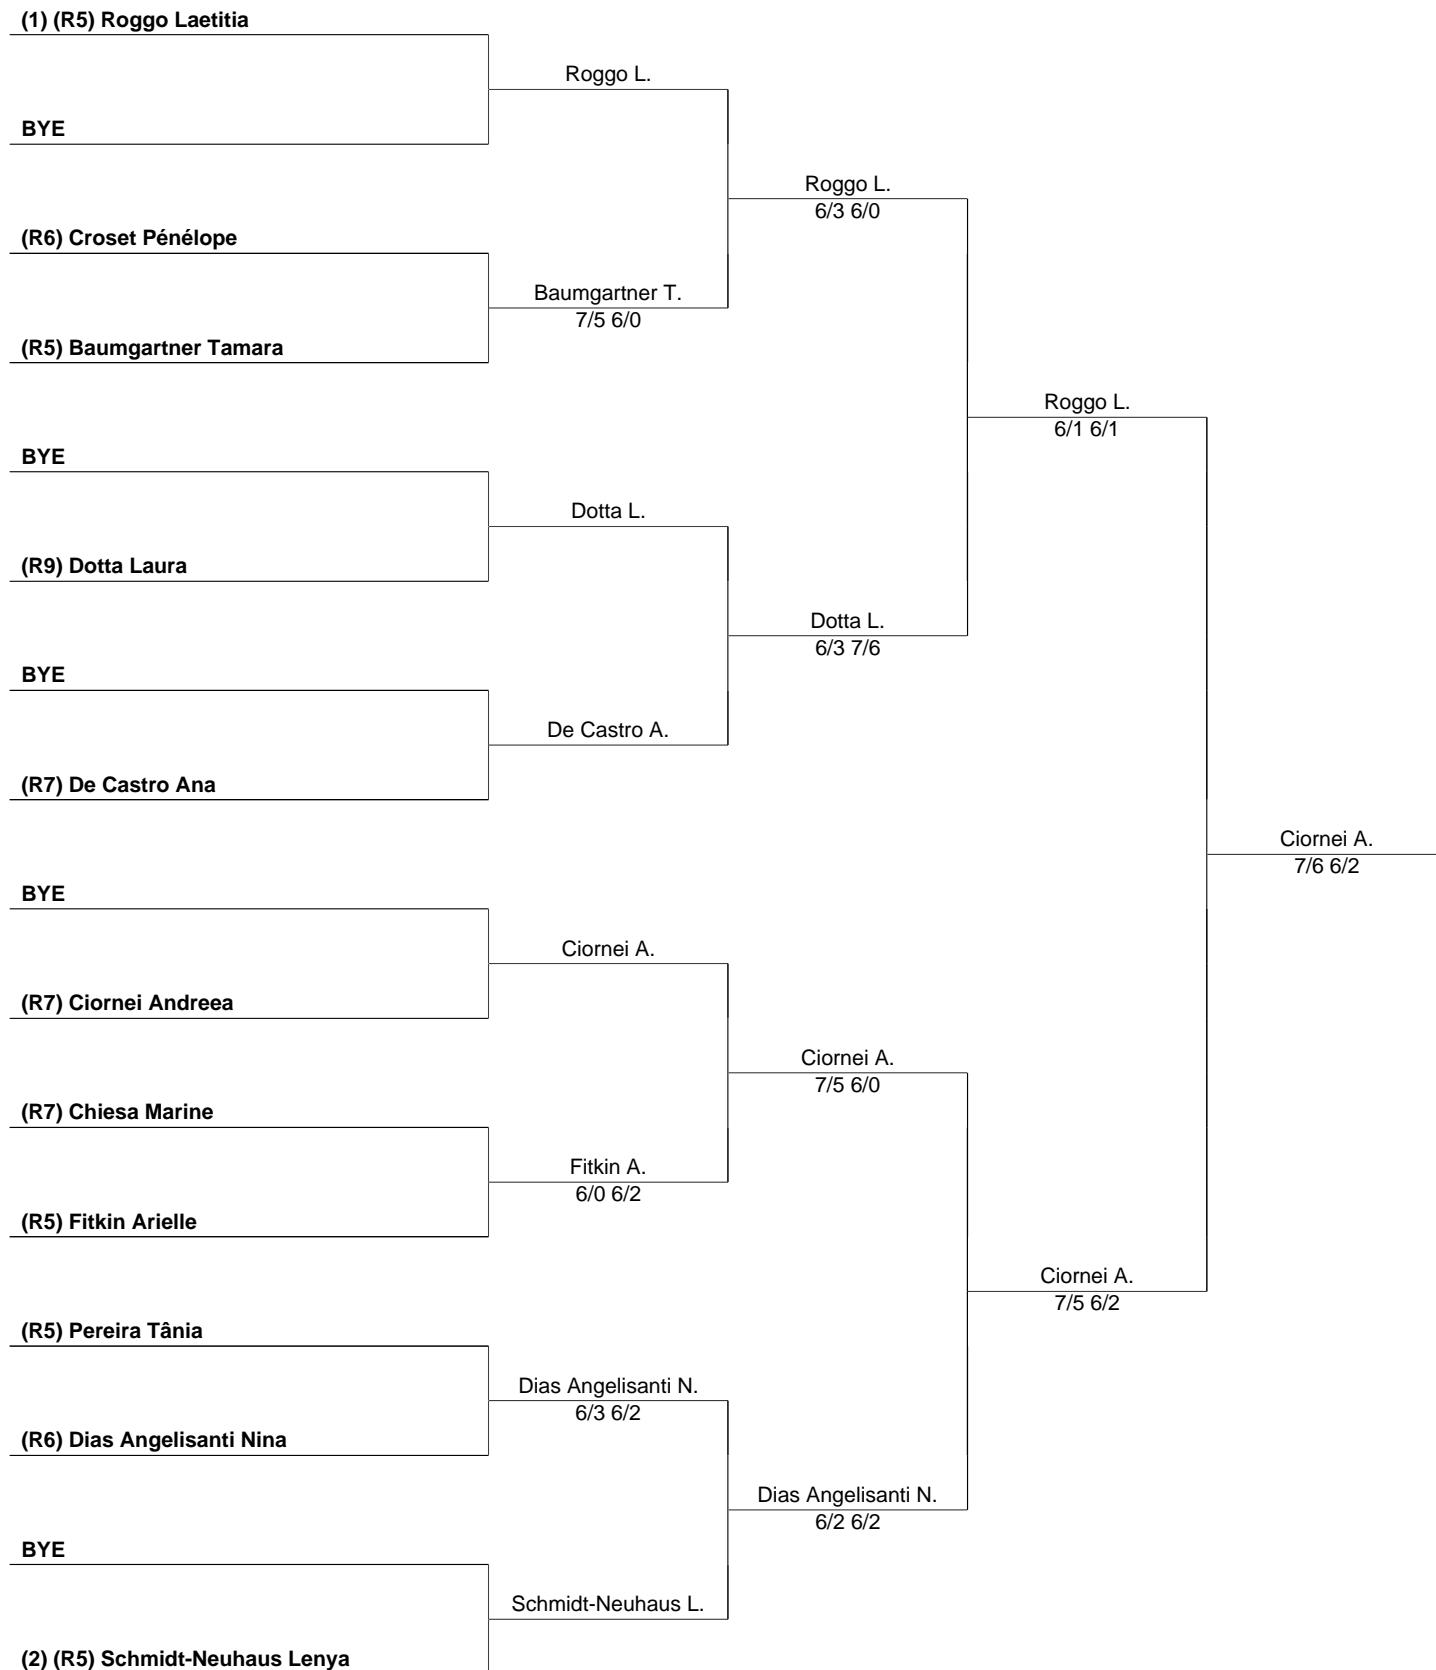 (1) (R5) Roggo Laetitia
Roggo L.
BYE
Roggo L.
6/3 6/0
(R6) Croset Pénélope
Baumgartner T.
7/5 6/0
(R5) Baumgartner Tamara
Roggo L.
6/1 6/1
BYE
Dotta L.
(R9) Dotta Laura
Dotta L.
6/3 7/6
BYE
De Castro A.
(R7) De Castro Ana
Ciornei A.
7/6 6/2
BYE
Ciornei A.
(R7) Ciornei Andreea
Ciornei A.
7/5 6/0
(R7) Chiesa Marine
Fitkin A.
6/0 6/2
(R5) Fitkin Arielle
Ciornei A.
7/5 6/2
(R5) Pereira Tânia
Dias Angelisanti N.
6/3 6/2
(R6) Dias Angelisanti Nina
Dias Angelisanti N.
6/2 6/2
BYE
Schmidt-Neuhaus L.
(2) (R5) Schmidt-Neuhaus Lenya